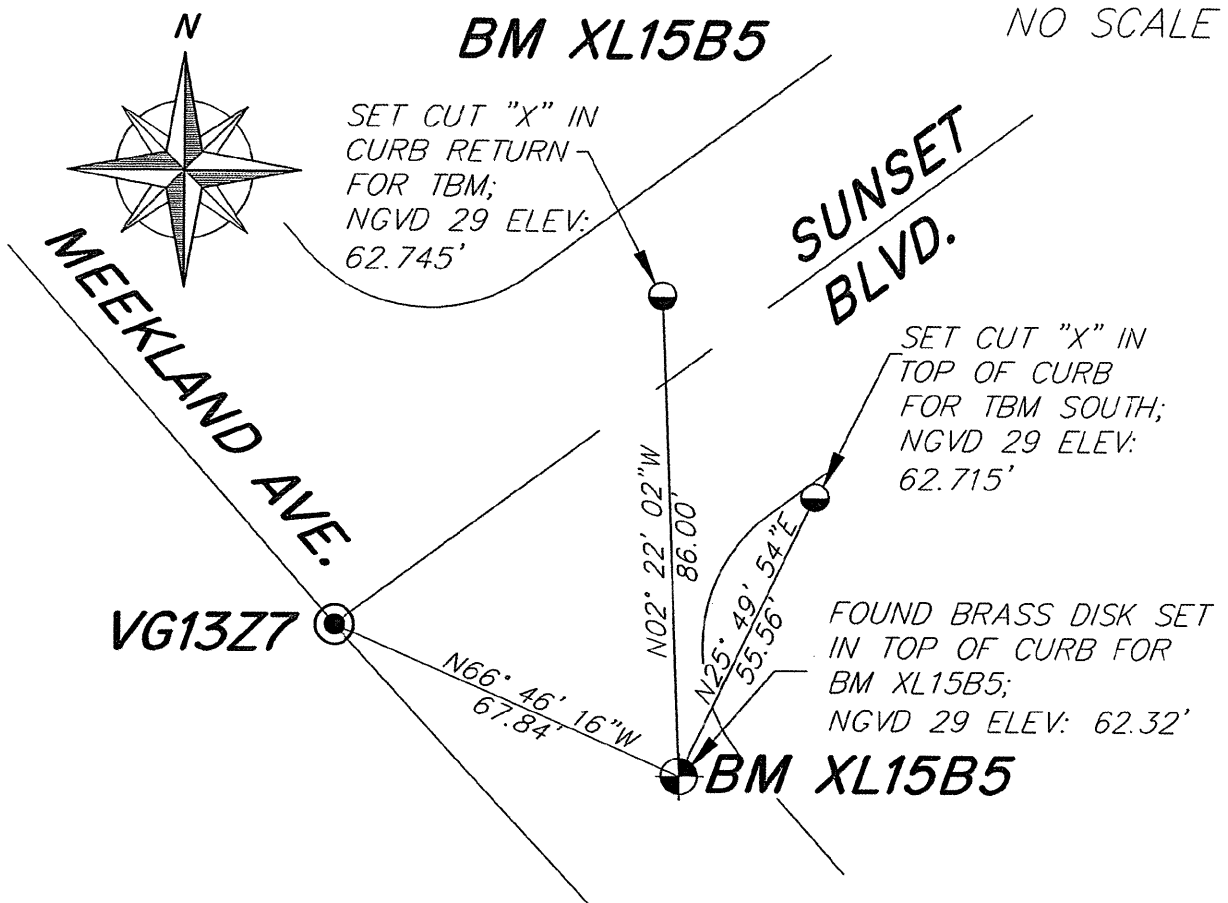 N
BM XL15B5
NO SCALE
SET CUT "X" IN
CURB RETURN
FOR TBM;
NGVD 29 ELEV:
62.745'
SUNSET
BLVD.
MEEKLAND AVE.
SET CUT "X" IN
TOP OF CURB
FOR TBM SOUTH;
NGVD 29 ELEV:
62.715'
N02° 22' 02"W
86.00'
N25° 49' 54"E
55.56'
VG13Z7
N66° 46' 16"W
67.84'
FOUND BRASS DISK SET
IN TOP OF CURB FOR
BM XL15B5;
NGVD 29 ELEV: 62.32'
BM XL15B5